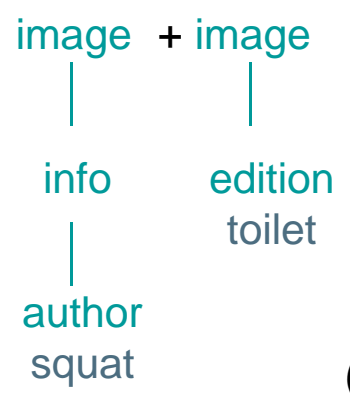 image + image
info edition
toilet
author
squat
(